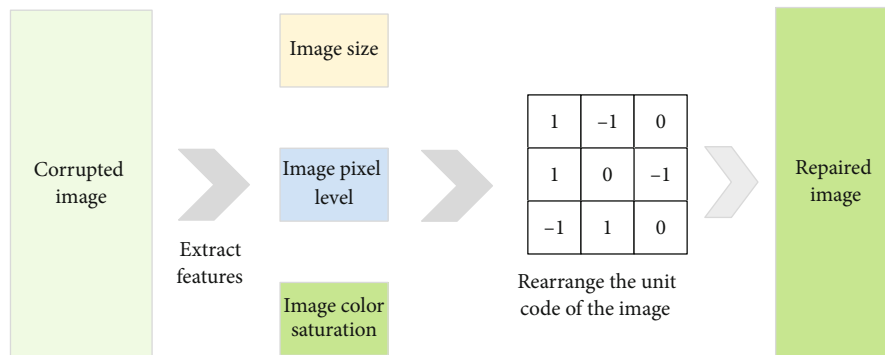 Corrupted
image
Extract
features
Image size
Image pixel
level
Image color
saturation
1 –1 0
1 0 –1
–1 1 0
Rearrange the unit
code of the image
Repaired
image